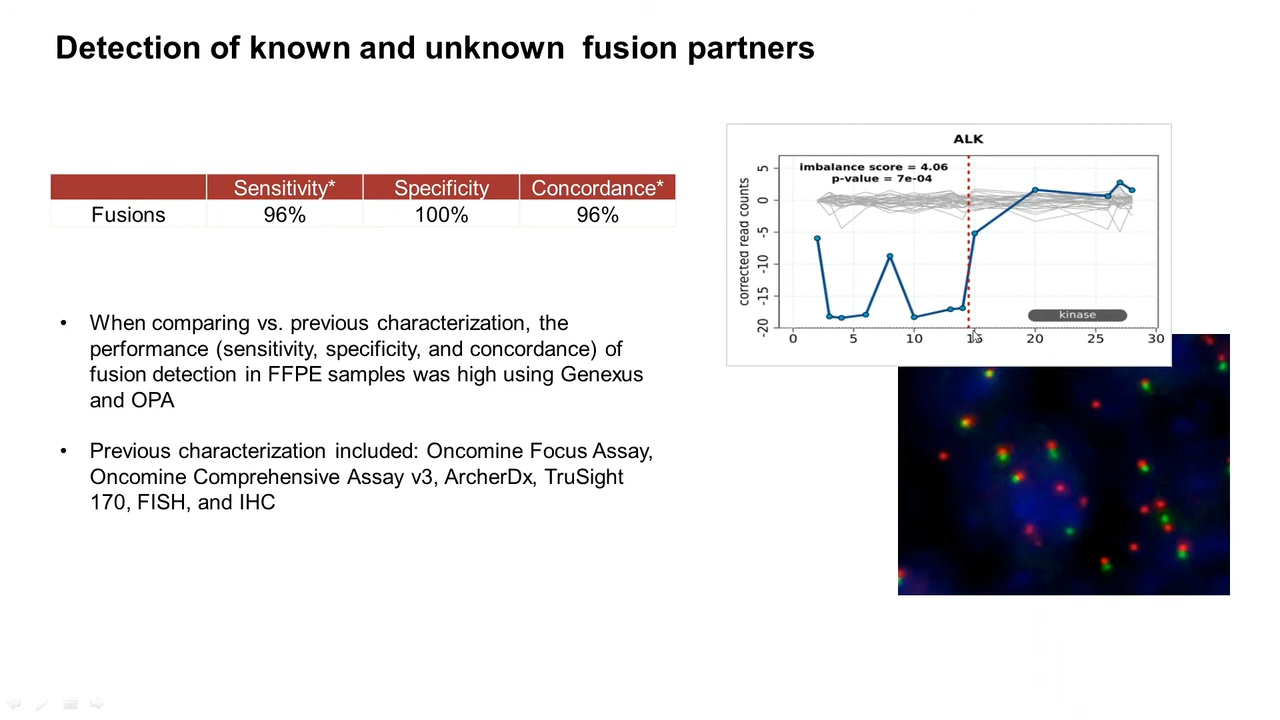 Detection of known and unknown fusion partners
Sensitivity* Specificity Concordance*
Fusions 96% 100% 96%
• When comparing vs. previous characterization, the
performance (sensitivity, specificity, and concordance) of
fusion detection in FFPE samples was high using Genexus
and OPA
• Previous characterization included: Oncomine Focus Assay,
Oncomine Comprehensive Assay v3, ArcherDx, TruSight
170, FISH, and IHC
ALK
imbalance score = 4.06
p-value = 7e-04
corrected read counts
5
0
-5
-10
-15
-20
kinase
0 5 10 15 20 25 30